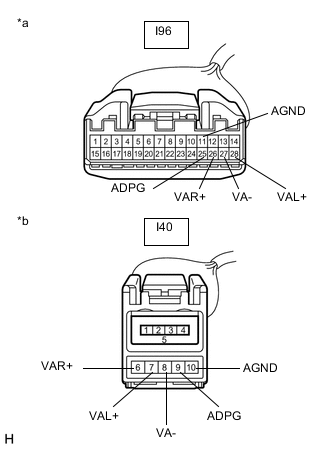 *a
I96
AGND
1 2 3 4 5 6 7 8 9 10 11 12 13 14
15 16 17 18 19 20 21 22 23 24 25 26 27 28
ADPG
VAR+
VA-
VAL+
*b
I40
1 2 3 4
5
VAR+
6 7 8 9 10
AGND
VAL+
ADPG
VA-
H